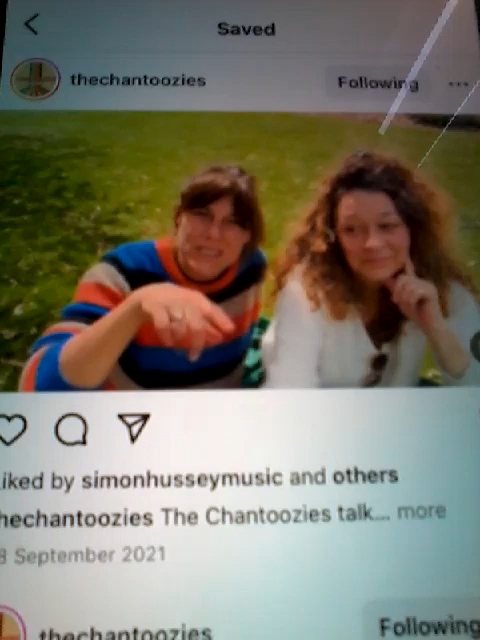 Saved
thechantoozies Following
iked by simonhusseymusic and others
hechantoozies The Chantoozies talk... more
8 September 2021
thechantoozies Following